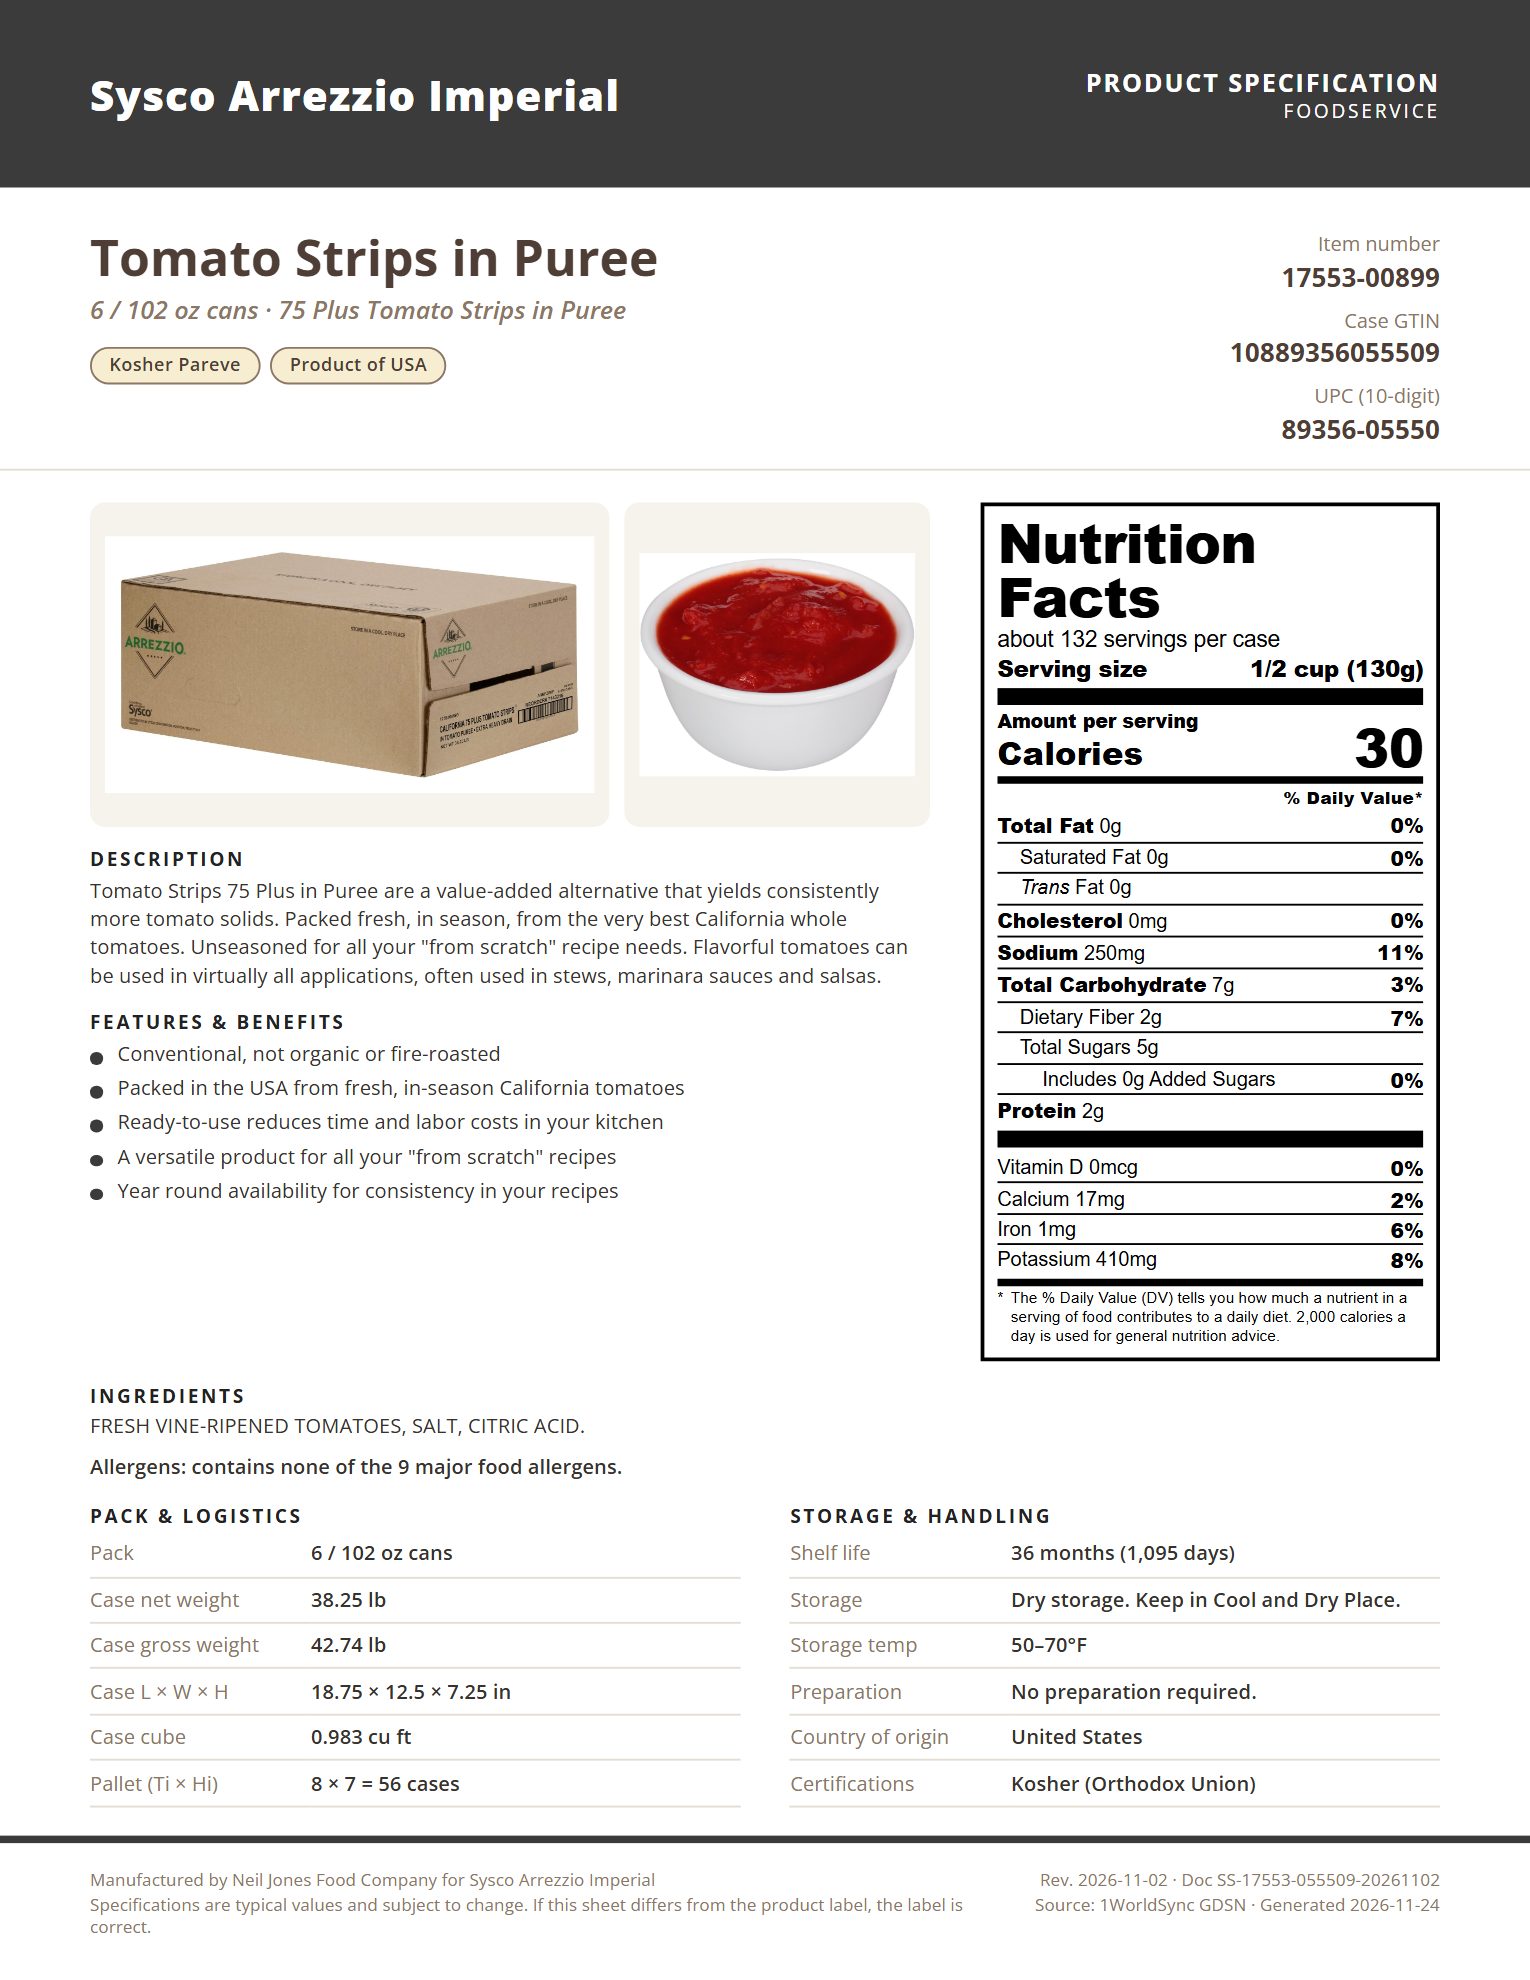 Sysco Arrezzio Imperial
PRODUCT SPECIFICATION
FOODSERVICE
Tomato Strips in Puree
6 / 102 oz cans · 75 Plus Tomato Strips in Puree
Kosher Pareve
Product of USA
Item number
17553-00899
Case GTIN
10889356055509
UPC (10-digit)
89356-05550
ARREZZIO
ARREZZIO
STORE IN A COOL, DRY PLACE
Sysco
CALIFORNIA 75 PLUS TOMATO STRIPS
IN TOMATO PUREE • EXTRA HEAVY
DESCRIPTION
Tomato Strips 75 Plus in Puree are a value-added alternative that yields consistently
more tomato solids. Packed fresh, in season, from the very best California whole
tomatoes. Unseasoned for all your "from scratch" recipe needs. Flavorful tomatoes can
be used in virtually all applications, often used in stews, marinara sauces and salsas.
FEATURES & BENEFITS
Conventional, not organic or fire-roasted
Packed in the USA from fresh, in-season California tomatoes
Ready-to-use reduces time and labor costs in your kitchen
A versatile product for all your "from scratch" recipes
Year round availability for consistency in your recipes
Nutrition
Facts
about 132 servings per case
Serving size 1/2 cup (130g)
Amount per serving
Calories 30
% Daily Value*
Total Fat 0g 0%
Saturated Fat 0g 0%
Trans Fat 0g
Cholesterol 0mg 0%
Sodium 250mg 11%
Total Carbohydrate 7g 3%
Dietary Fiber 2g 7%
Total Sugars 5g
Includes 0g Added Sugars 0%
Protein 2g
Vitamin D 0mcg 0%
Calcium 17mg 2%
Iron 1mg 6%
Potassium 410mg 8%
* The % Daily Value (DV) tells you how much a nutrient in a
serving of food contributes to a daily diet. 2,000 calories a
day is used for general nutrition advice.
INGREDIENTS
FRESH VINE-RIPENED TOMATOES, SALT, CITRIC ACID.
Allergens: contains none of the 9 major food allergens.
PACK & LOGISTICS
Pack 6 / 102 oz cans
Case net weight 38.25 lb
Case gross weight 42.74 lb
Case L × W × H 18.75 × 12.5 × 7.25 in
Case cube 0.983 cu ft
Pallet (Ti × Hi) 8 × 7 = 56 cases
STORAGE & HANDLING
Shelf life 36 months (1,095 days)
Storage Dry storage. Keep in Cool and Dry Place.
Storage temp 50–70°F
Preparation No preparation required.
Country of origin United States
Certifications Kosher (Orthodox Union)
Manufactured by Neil Jones Food Company for Sysco Arrezzio Imperial
Specifications are typical values and subject to change. If this sheet differs from the product label, the label is
correct.
Rev. 2026-11-02 · Doc SS-17553-055509-20261102
Source: 1WorldSync GDSN · Generated 2026-11-24